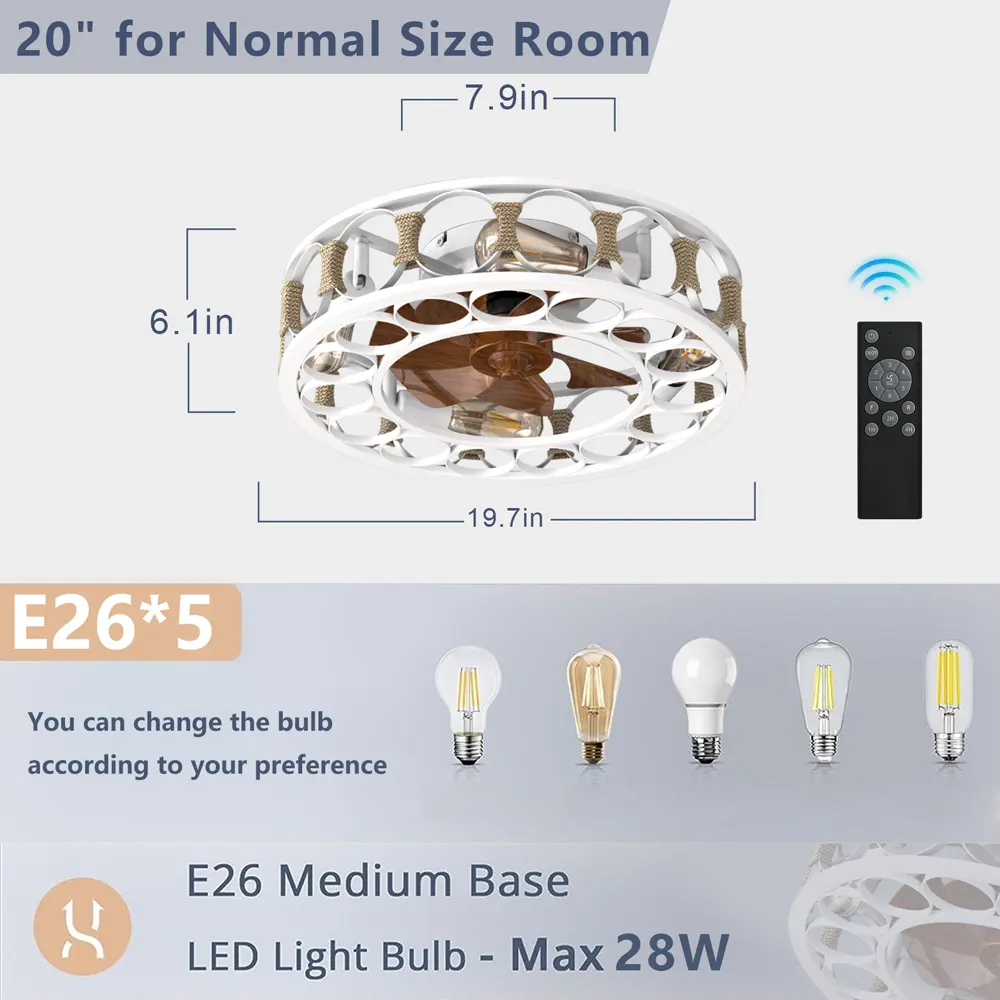 20" for Normal Size Room
7.9in
6.1in
19.7in
E26*5
You can change the bulb
according to your preference
E26 Medium Base
LED Light Bulb - Max 28W